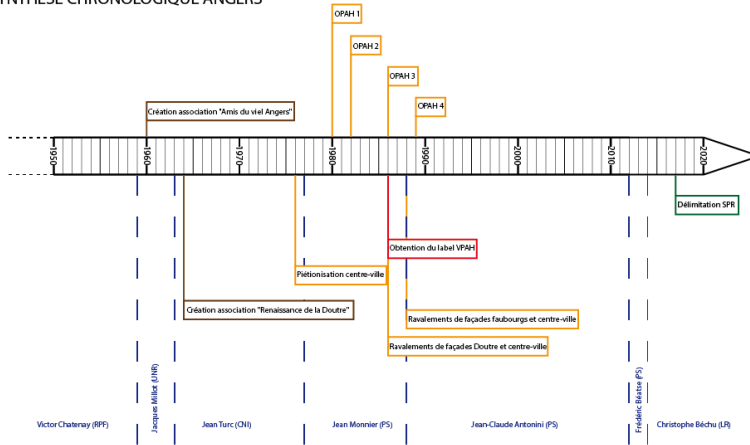 SYNTHÈSE CHRONOLOGIQUE ANGERS
OPAH 1
OPAH 2
OPAH 3
OPAH 4
Création association "Amis du viel Angers"
1950
1960
1970
1980
1990
2000
2010
2020
Délimitation SPR
Obtention du label VPAH
Piétionisation centre-ville
Création association "Renaissance de la Doutre"
Ravalements de façades faubourgs et centre-ville
Ravalements de façades Doutre et centre-ville
Victor Chatenay (RPF)
Jacques Millot (UNR)
Jean Turc (CNI)
Jean Monnier (PS)
Jean-Claude Antonini (PS)
Frédéric Béatse (PS)
Christophe Béchu (LR)